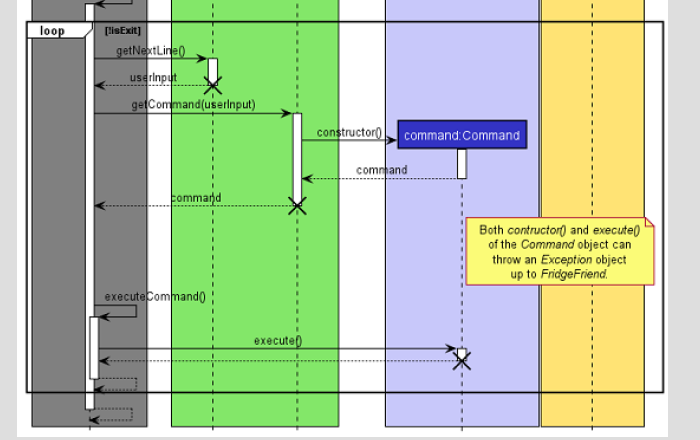 loop
[!isExit]
getNextLine()
userInput
getCommand(userInput)
constructor()
command:Command
command
command
Both contructor() and execute()
of the Command object can
throw an Exception object
up to FridgeFriend.
executeCommand()
execute()